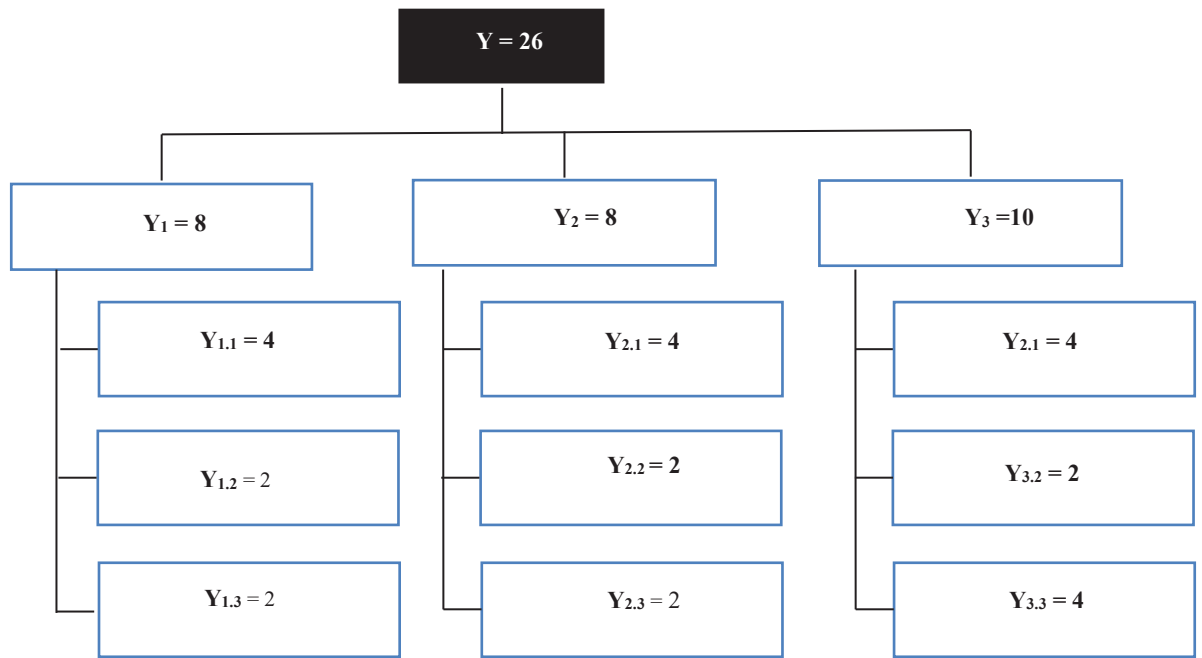 Y = 26
Y₁ = 8
Y₂ = 8
Y₃ =10
Y₁.₁ = 4
Y₂.₁ = 4
Y₂.₁ = 4
Y₁.₂ = 2
Y₂.₂ = 2
Y₃.₂ = 2
Y₁.₃ = 2
Y₂.₃ = 2
Y₃.₃ = 4